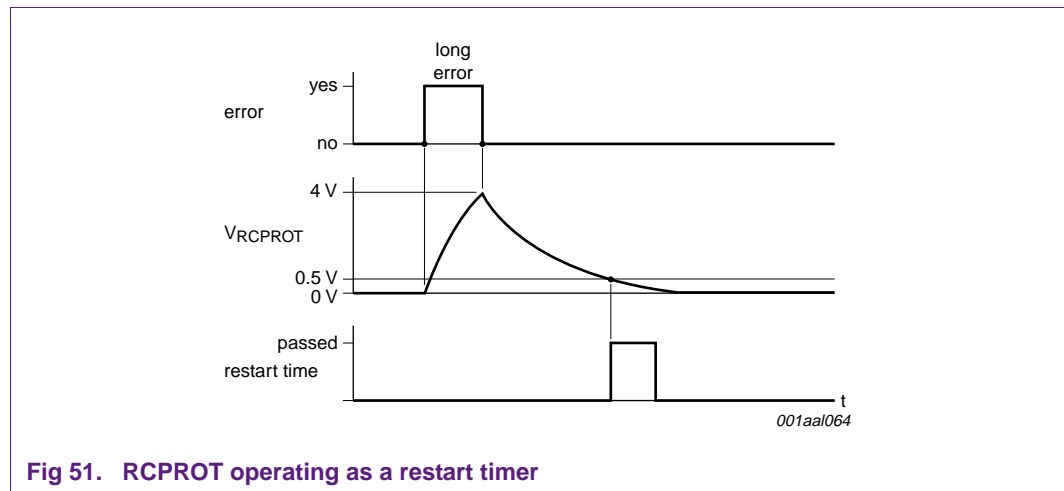 long
error
yes
error
no
4 V
VRCPROT
0.5 V
0 V
passed
restart time
t
001aal064
Fig 51. RCPROT operating as a restart timer